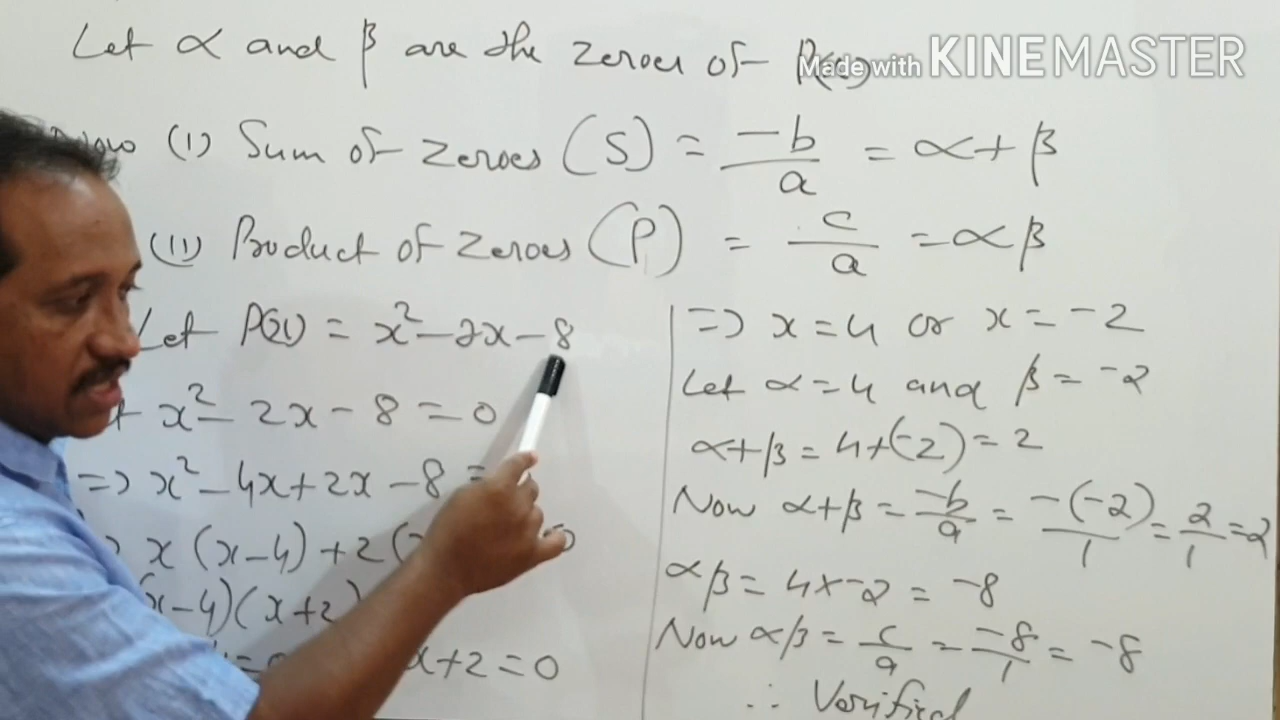 Let α and β are the zeroes of P(x)
Made with KINEMASTER
Now (I) Sum of zeroes (S) = -b/a = α+β
(II) Product of zeroes (P) = c/a = αβ
Let P(x) = x² - 2x - 8
x² - 2x - 8 = 0
=> x² - 4x + 2x - 8 =
x (x-4) + 2(
(x-4)(x+2)
x+2=0
=> x = 4 or x = -2
Let α = 4 and β = -2
α+β = 4+(-2) = 2
Now α+β = -b/a = -(-2)/1 = 2/1 = 2
αβ = 4×-2 = -8
Now αβ = c/a = -8/1 = -8
∴ Verified